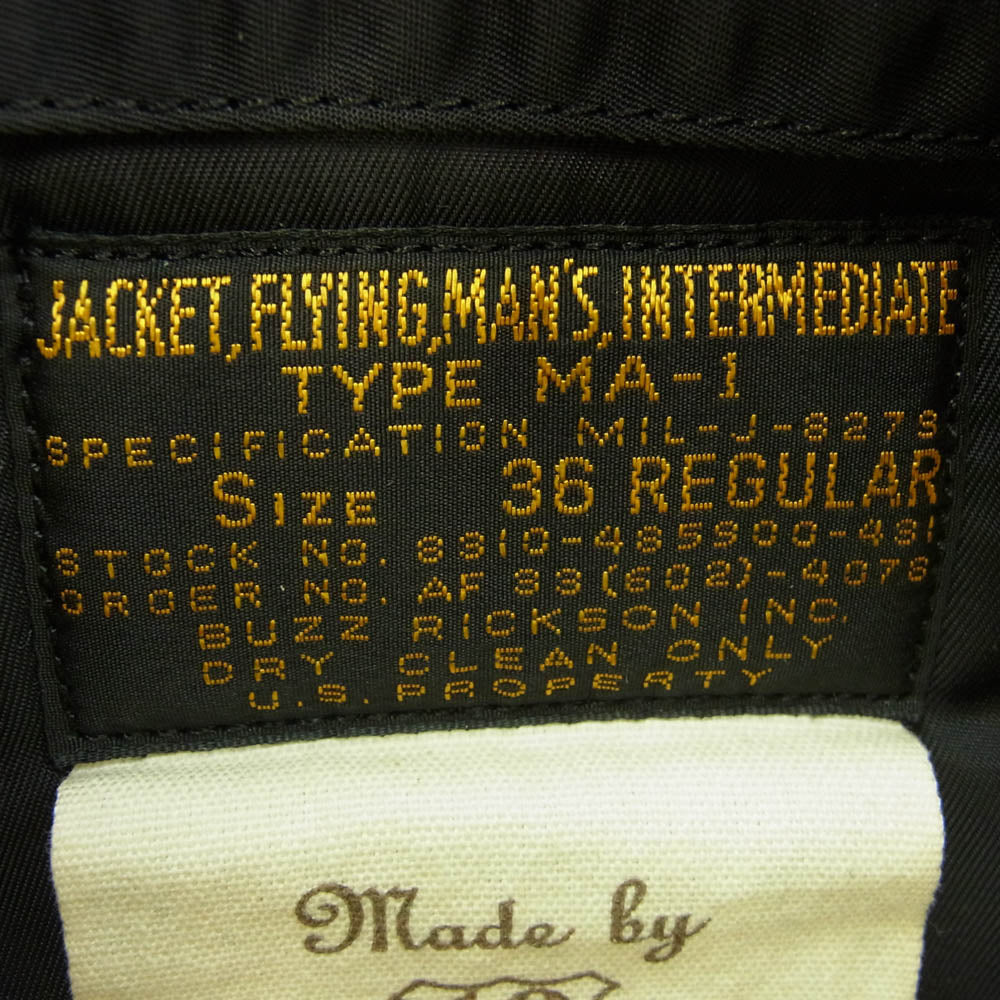 JACKET, FLYING, MAN'S, INTERMEDIATE
TYPE MA-1
SPECIFICATION MIL-J-8279
SIZE 36 REGULAR
STOCK NO. 8310-485900-481
ORDER NO. AF 33(602)-4076
BUZZ RICKSON INC.
DRY CLEAN ONLY
U.S. PROPERTY
Made by